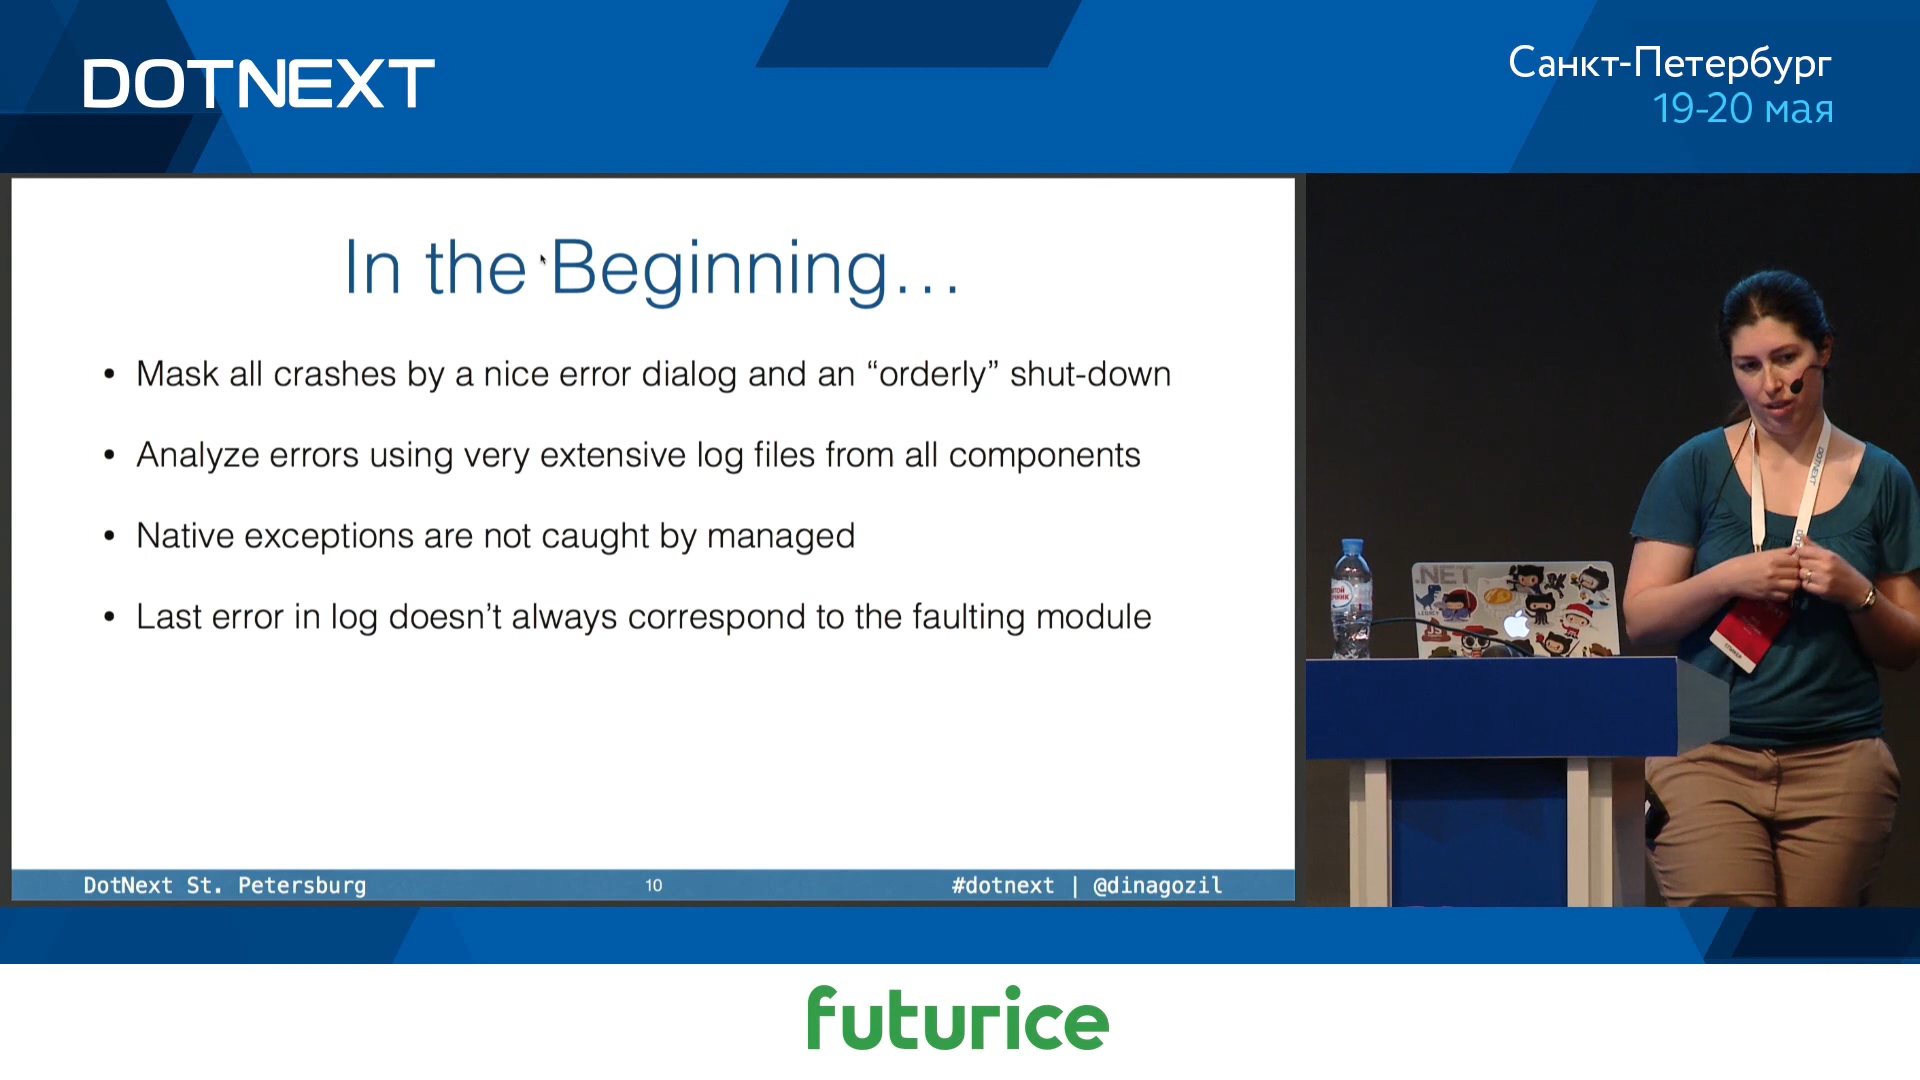 DOTNEXT
Санкт-Петербург
19-20 мая
In the Beginning...
• Mask all crashes by a nice error dialog and an “orderly” shut-down
• Analyze errors using very extensive log files from all components
• Native exceptions are not caught by managed
• Last error in log doesn’t always correspond to the faulting module
DotNext St. Petersburg
10
#dotnext | @dinagozil
.NET
DOTNEXT
futurice